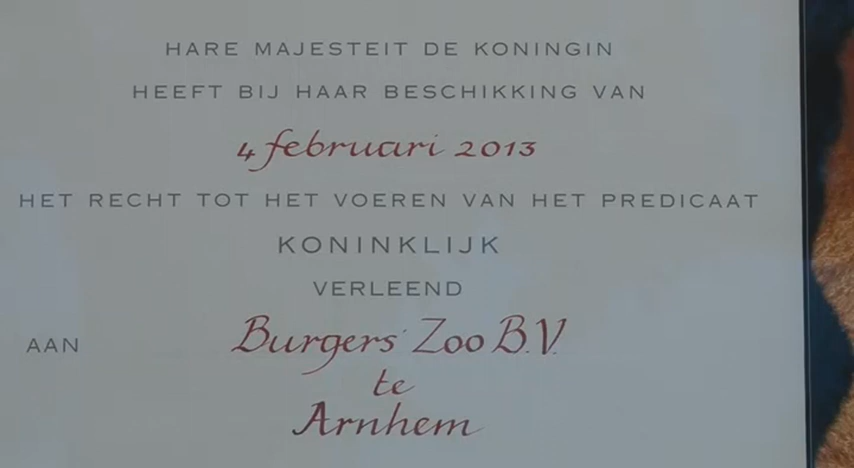 HARE MAJESTEIT DE KONINGIN
HEEFT BIJ HAAR BESCHIKKING VAN
4 februari 2013
HET RECHT TOT HET VOEREN VAN HET PREDICAAT
KONINKLIJK
VERLEEND
AAN Burgers' Zoo B.V.
te
Arnhem